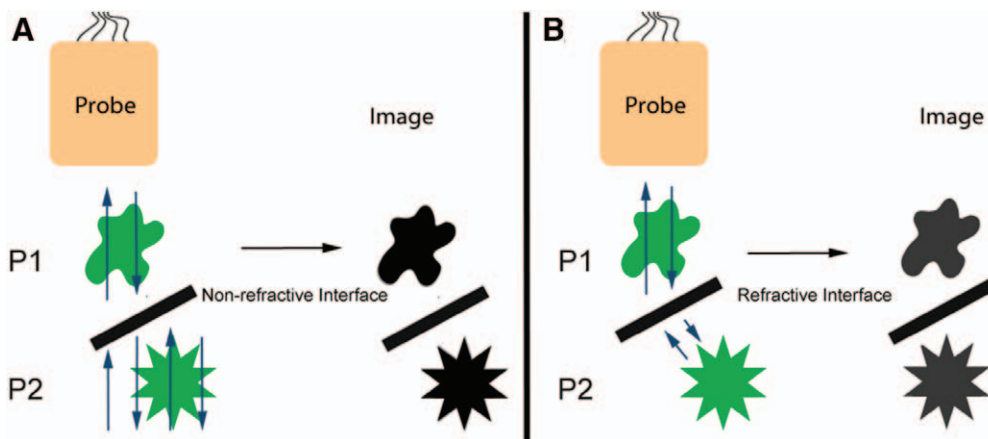 A
Probe
Image
P1
Non-refractive Interface
P2
B
Probe
Image
P1
Refractive Interface
P2